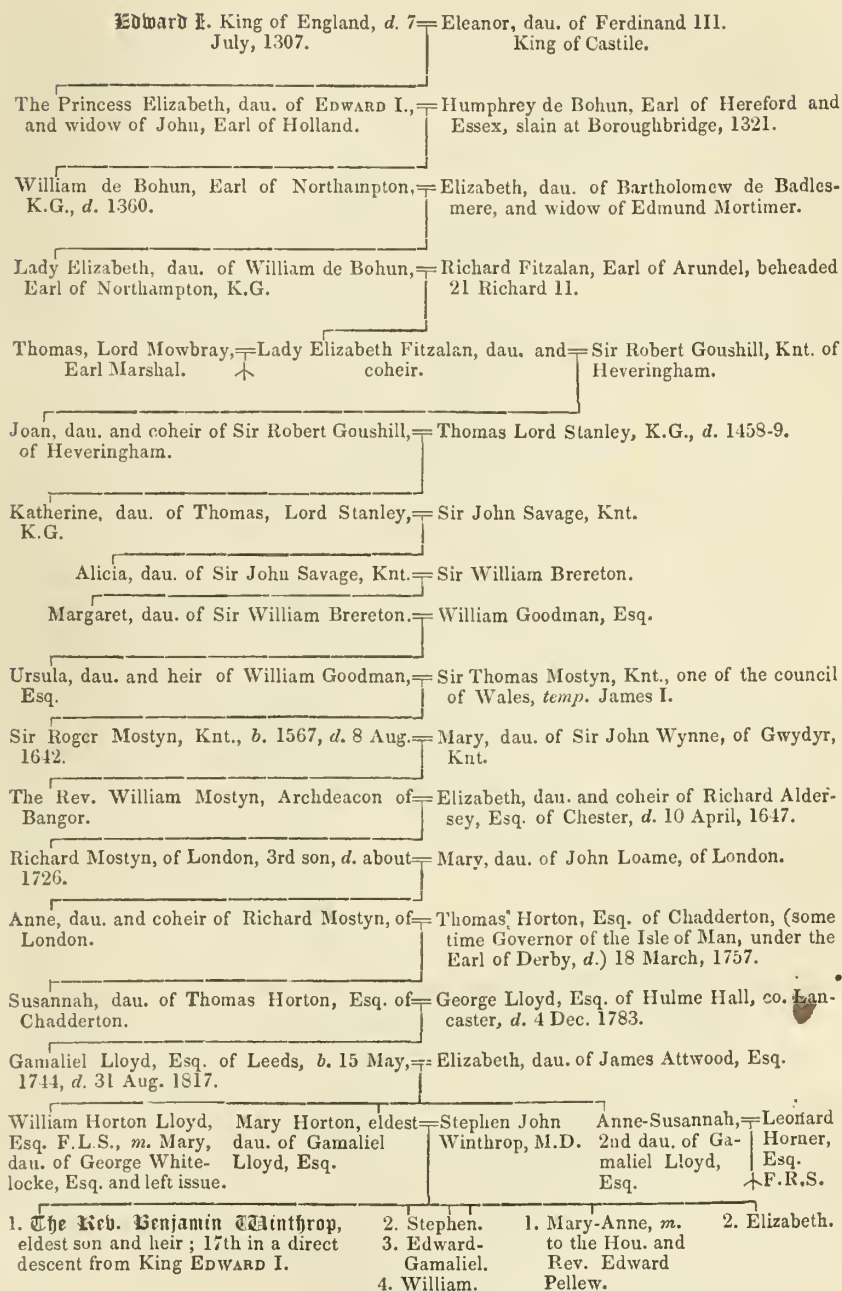 Edward I. King of England, d. 7
July, 1307.
Eleanor, dau. of Ferdinand III.
King of Castile.
The Princess Elizabeth, dau. of EDWARD I.,
and widow of John, Earl of Holland.
Humphrey de Bohun, Earl of Hereford and
Essex, slain at Boroughbridge, 1321.
William de Bohun, Earl of Northampton,
K.G., d. 1360.
Elizabeth, dau. of Bartholomew de Badles-
mere, and widow of Edmund Mortimer.
Lady Elizabeth, dau. of William de Bohun,
Earl of Northampton, K.G.
Richard Fitzalan, Earl of Arundel, beheaded
21 Richard II.
Thomas, Lord Mowbray,
Earl Marshal.
Lady Elizabeth Fitzalan, dau. and
coheir.
Sir Robert Goushill, Knt. of
Heveringham.
Joan, dau. and coheir of Sir Robert Goushill,
of Heveringham.
Thomas Lord Stanley, K.G., d. 1458-9.
Katherine, dau. of Thomas, Lord Stanley,
K.G.
Sir John Savage, Knt.
Alicia, dau. of Sir John Savage, Knt.
Sir William Brereton.
Margaret, dau. of Sir William Brereton.
William Goodman, Esq.
Ursula, dau. and heir of William Goodman,
Esq.
Sir Thomas Mostyn, Knt., one of the council
of Wales, temp. James I.
Sir Roger Mostyn, Knt., b. 1567, d. 8 Aug.
1642.
Mary, dau. of Sir John Wynne, of Gwydyr,
Knt.
The Rev. William Mostyn, Archdeacon of
Bangor.
Elizabeth, dau. and coheir of Richard Alder-
sey, Esq. of Chester, d. 10 April, 1647.
Richard Mostyn, of London, 3rd son, d. about
1726.
Mary, dau. of John Loame, of London.
Anne, dau. and coheir of Richard Mostyn, of
London.
Thomas, Horton, Esq. of Chadderton, (some
time Governor of the Isle of Man, under the
Earl of Derby, d.) 18 March, 1757.
Susannah, dau. of Thomas Horton, Esq. of
Chadderton.
George Lloyd, Esq. of Hulme Hall, co. Lan-
caster, d. 4 Dec. 1783.
Gamaliel Lloyd, Esq. of Leeds, b. 15 May,
1744, d. 31 Aug. 1817.
Elizabeth, dau. of James Attwood, Esq.
William Horton Lloyd,
Esq. F.L.S., m. Mary,
dau. of George White-
locke, Esq. and left issue.
Mary Horton, eldest
dau. of Gamaliel
Lloyd, Esq.
Stephen John
Winthrop, M.D.
Anne-Susannah,
2nd dau. of Ga-
maliel Lloyd,
Esq.
Leonard
Horner,
Esq.
F.R.S.
1. The Rev. Benjamin Winthrop,
eldest son and heir; 17th in a direct
descent from King EDWARD I.
2. Stephen.
3. Edward-
Gamaliel.
4. William.
1. Mary-Anne, m.
to the Hou. and
Rev. Edward
Pellew.
2. Elizabeth.